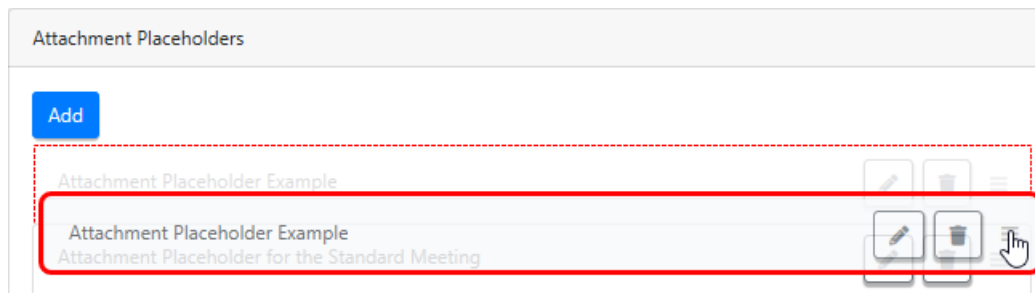 Attachment Placeholders
Add
Attachment Placeholder Example
Attachment Placeholder Example
Attachment Placeholder for the Standard Meeting